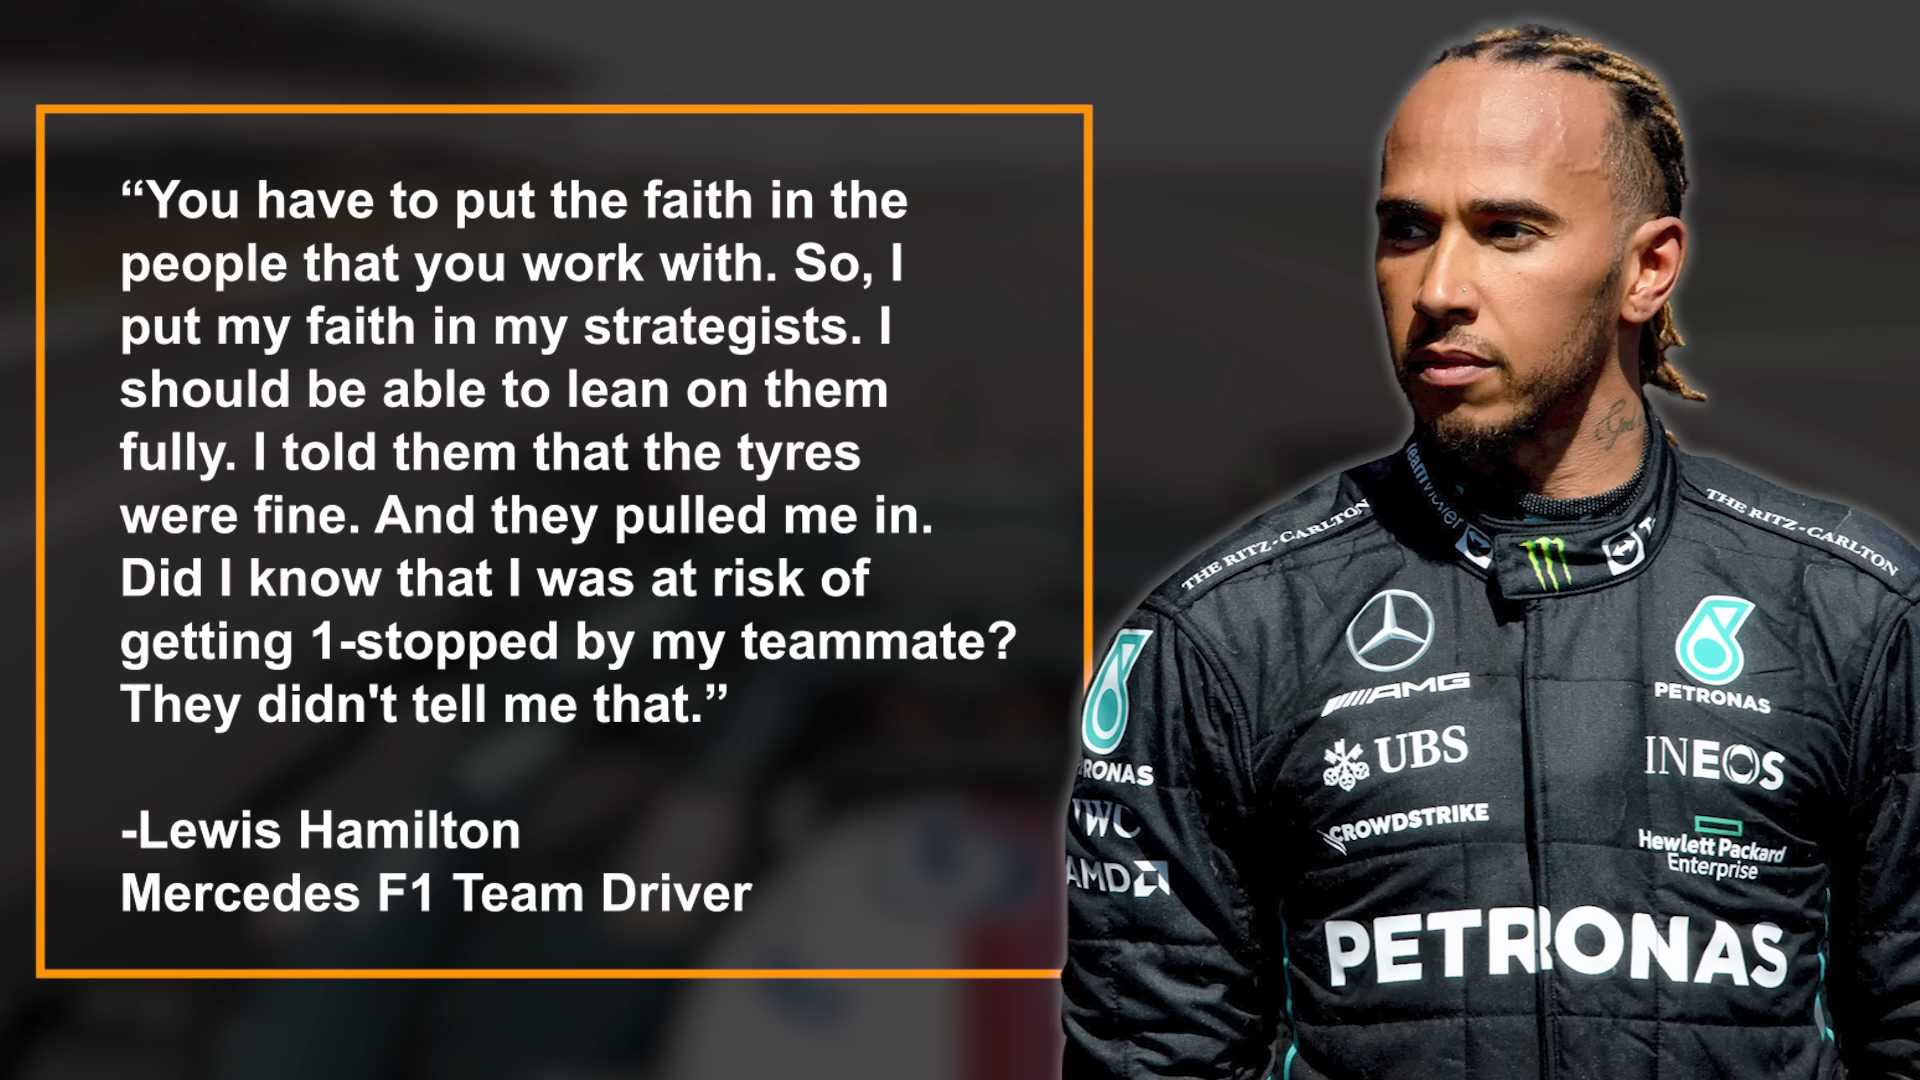 “You have to put the faith in the
people that you work with. So, I
put my faith in my strategists. I
should be able to lean on them
fully. I told them that the tyres
were fine. And they pulled me in.
Did I know that I was at risk of
getting 1-stopped by my teammate?
They didn't tell me that.”
-Lewis Hamilton
Mercedes F1 Team Driver
THE RITZ-CARLTON
THE RITZ-CARLTON
AMG
PETRONAS
UBS
INEOS
CROWDSTRIKE
Hewlett Packard
Enterprise
RONAS
IWC
AMD
PETRONAS